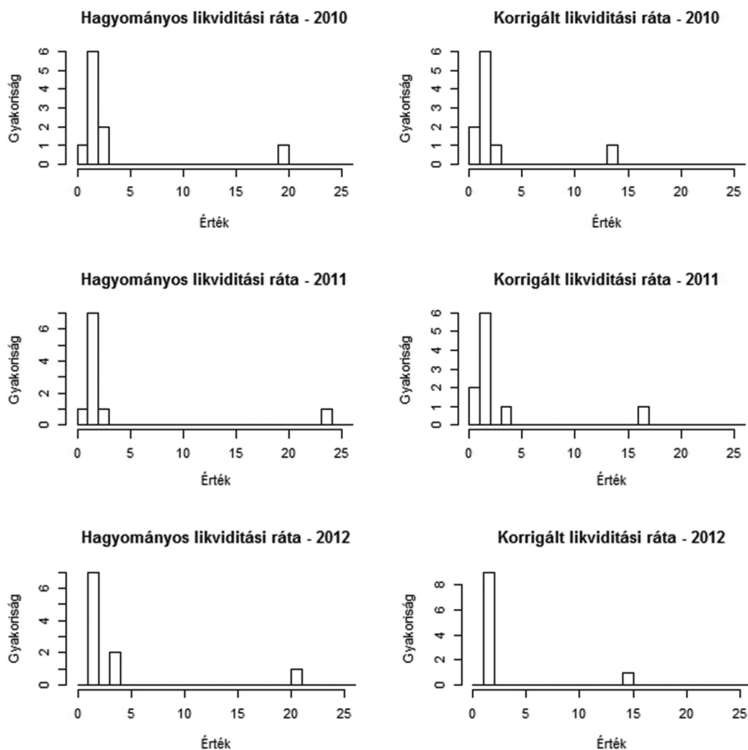 Hagyományos likviditási ráta - 2010
Gyakoriság
0 1 2 3 4 5 6
0 5 10 15 20 25
Érték
Korrigált likviditási ráta - 2010
Gyakoriság
0 1 2 3 4 5 6
0 5 10 15 20 25
Érték
Hagyományos likviditási ráta - 2011
Gyakoriság
0 2 4 6
0 5 10 15 20 25
Érték
Korrigált likviditási ráta - 2011
Gyakoriság
0 1 2 3 4 5 6
0 5 10 15 20 25
Érték
Hagyományos likviditási ráta - 2012
Gyakoriság
0 2 4 6
0 5 10 15 20 25
Érték
Korrigált likviditási ráta - 2012
Gyakoriság
0 2 4 6 8
0 5 10 15 20 25
Érték